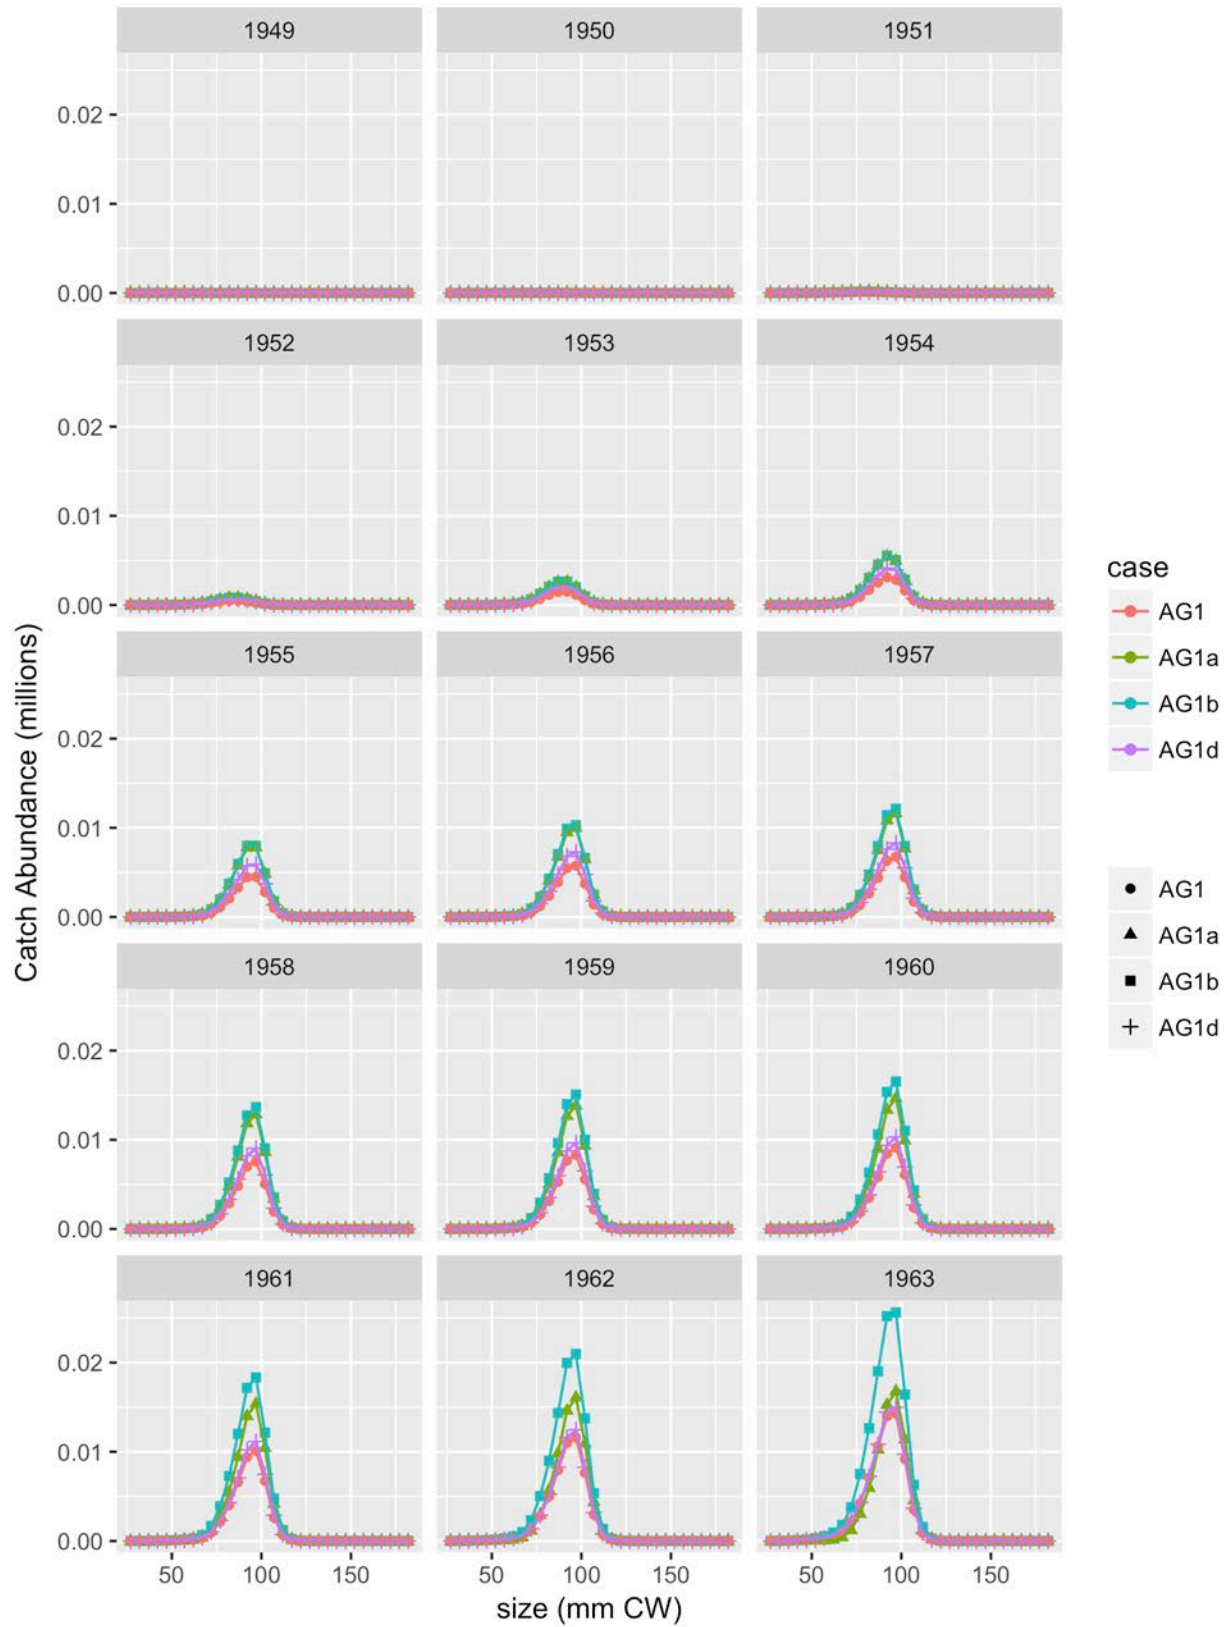 1949 1950 1951
0.02
0.01
0.00
1952 1953 1954
0.02
0.01
0.00
1955 1956 1957
0.02
0.01
0.00
1958 1959 1960
0.02
0.01
0.00
1961 1962 1963
0.02
0.01
0.00
50 100 150 50 100 150 50 100 150
size (mm CW)
Catch Abundance (millions)
case
AG1
AG1a
AG1b
AG1d
AG1
AG1a
AG1b
AG1d